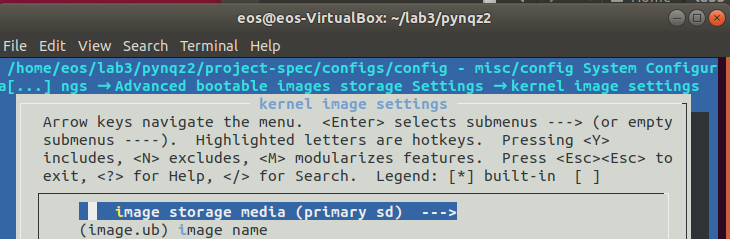 eos@eos-VirtualBox: ~/lab3/pynqz2
File Edit View Search Terminal Help
/home/eos/lab3/pynqz2/project-spec/configs/config - misc/config System Configur
a[...] ngs →Advanced bootable images storage Settings →kernel image settings
kernel image settings
Arrow keys navigate the menu. <Enter> selects submenus ---> (or empty
submenus ----). Highlighted letters are hotkeys. Pressing <Y>
includes, <N> excludes, <M> modularizes features. Press <Esc><Esc> to
exit, <?> for Help, </> for Search. Legend: [*] built-in [ ]
image storage media (primary sd) --->
(image.ub) image name